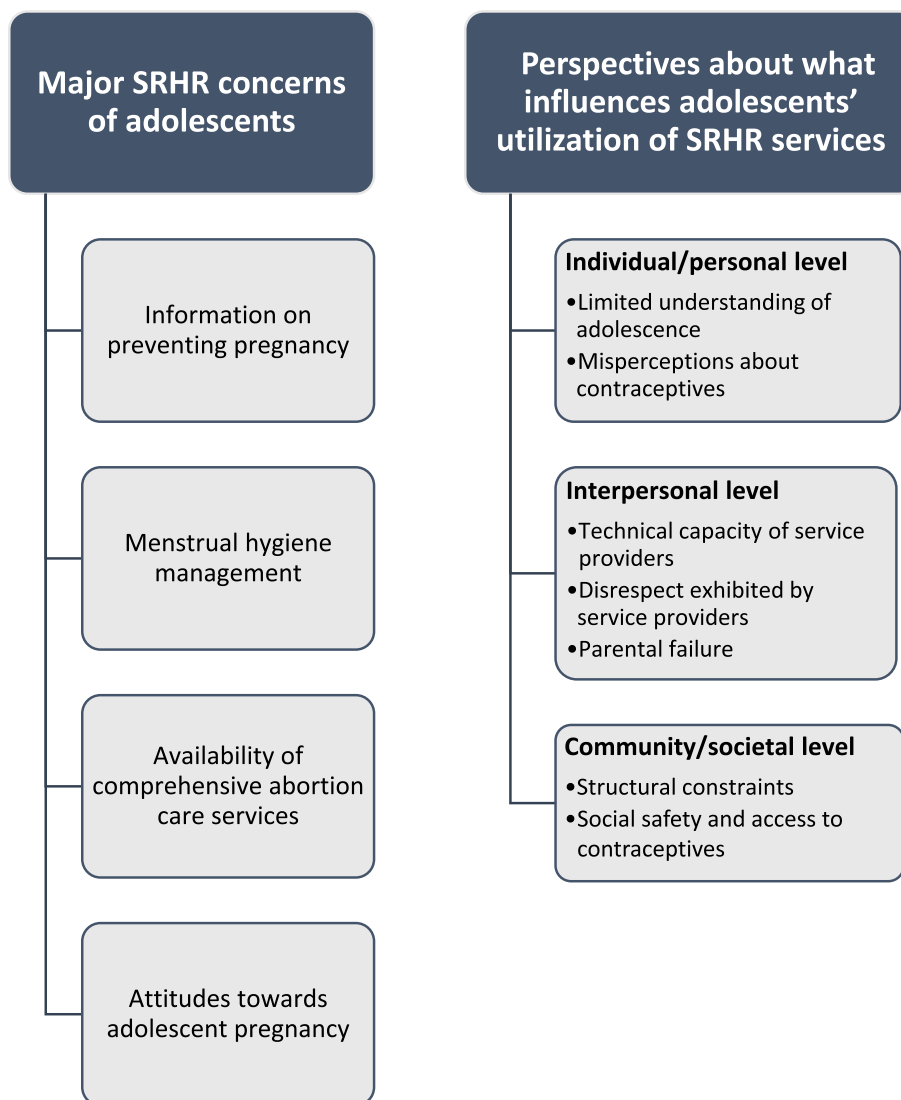 Major SRHR concerns
of adolescents
Information on
preventing pregnancy
Menstrual hygiene
management
Availability of
comprehensive abortion
care services
Attitudes towards
adolescent pregnancy
Perspectives about what
influences adolescents’
utilization of SRHR services
Individual/personal level
•Limited understanding of
adolescence
•Misperceptions about
contraceptives
Interpersonal level
•Technical capacity of service
providers
•Disrespect exhibited by
service providers
•Parental failure
Community/societal level
•Structural constraints
•Social safety and access to
contraceptives